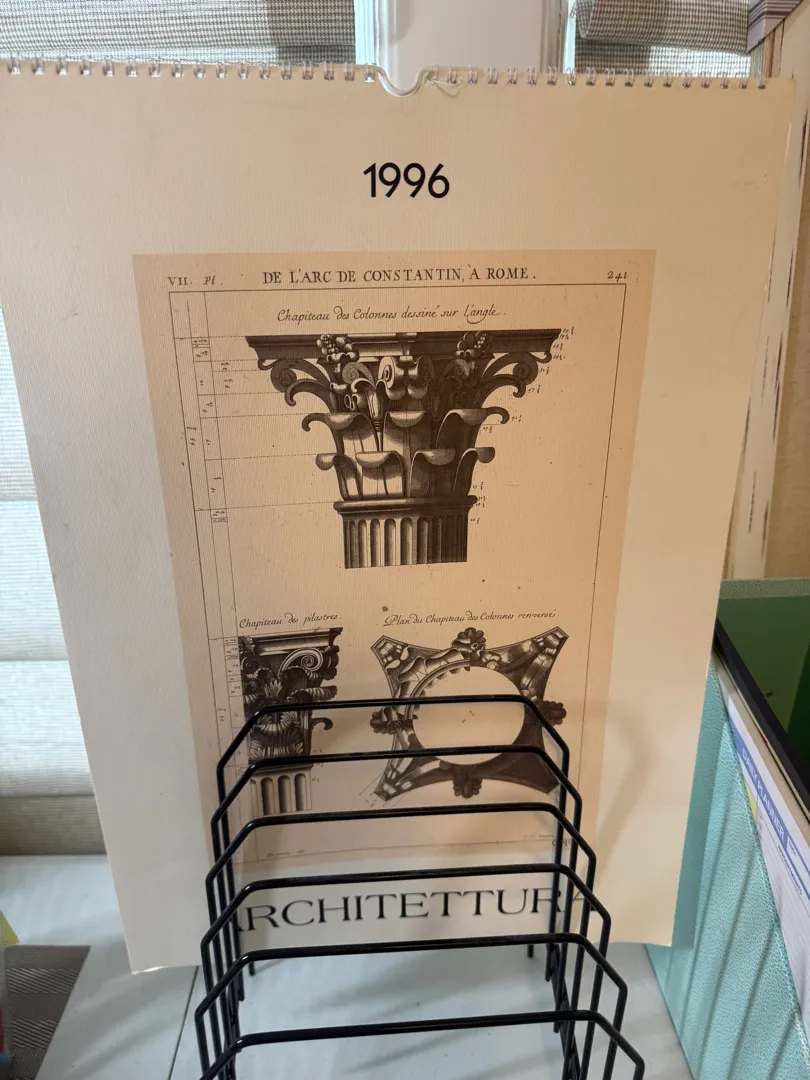 1996
VII. Pl. DE L'ARC DE CONSTANTIN, À ROME. 241
Chapiteau des Colonnes dessiné sur l'angle.
Chapiteau des pilastres. Plan du Chapiteau des Colonnes renversé
ARCHITETTURA